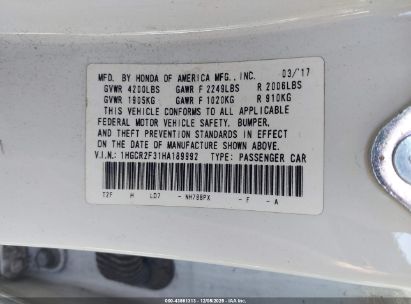 MFD. BY HONDA OF AMERICA MFG., INC. 03/'17
GVWR 4200LBS GAWR F 2249LBS R 2006LBS
GVWR 1905KG GAWR F 1020KG R 910KG
THIS VEHICLE CONFORMS TO ALL APPLICABLE
FEDERAL MOTOR VEHICLE SAFETY, BUMPER,
AND THEFT PREVENTION STANDARDS IN EFFECT
ON THE DATE OF MANUFACTURE SHOWN ABOVE.
V.I.N.: 1HGCR2F31HA189992 TYPE: PASSENGER CAR
T2F H LD7 - NH788PX - F - A